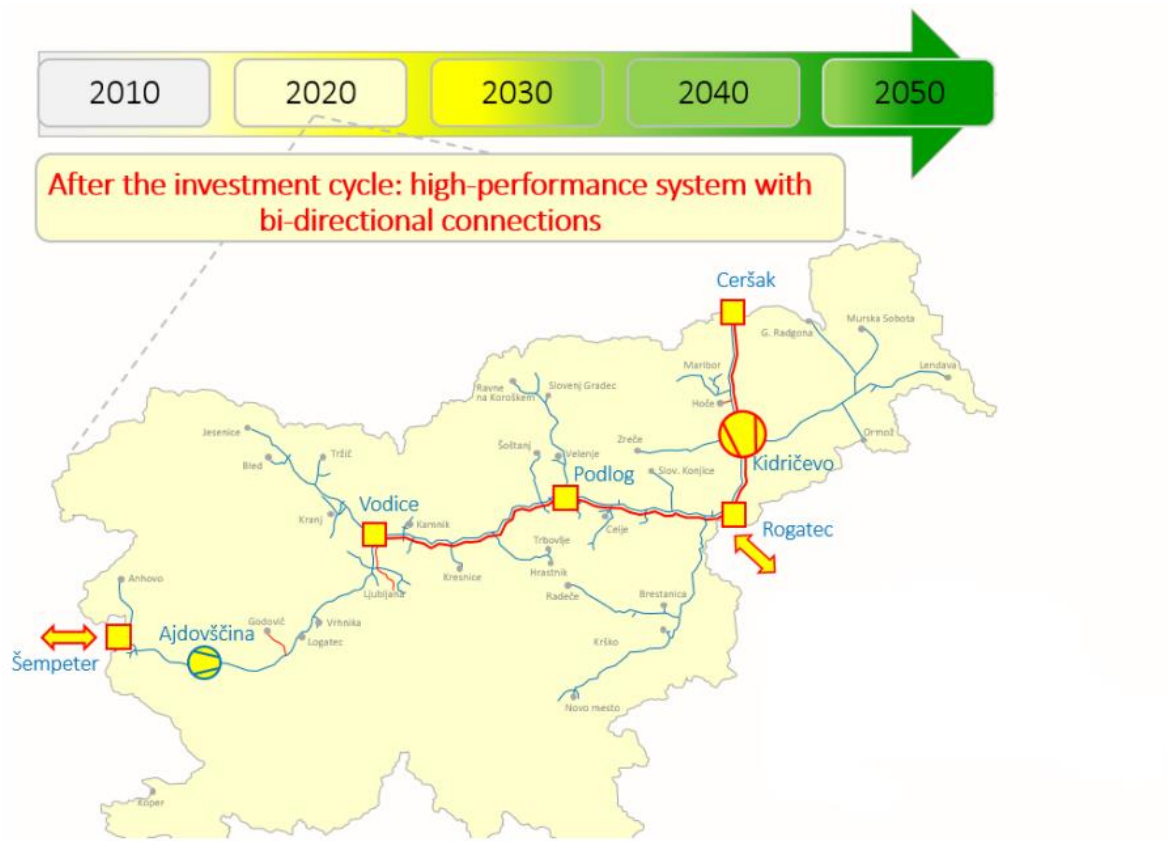 2010
2020
2030
2040
2050
After the investment cycle: high-performance system with
bi-directional connections
Ceršak
G. Radgona
Murska Sobota
Maribor
Lendava
Ravne
na Koroškem
Slovenj Gradec
Hoče
Jesenice
Ormož
Zreče
Tržič
Šoštanj
Velenje
Bled
Kidričevo
Podlog
Slov. Konjice
Vodice
Kranj
Kamnik
Celje
Rogatec
Trbovlje
Kresnice
Hrastnik
Anhovo
Ljubljana
Radeče
Brestanica
Godovič
Vrhnika
Ajdovščina
Logatec
Krško
Šempeter
Novo mesto
Koper